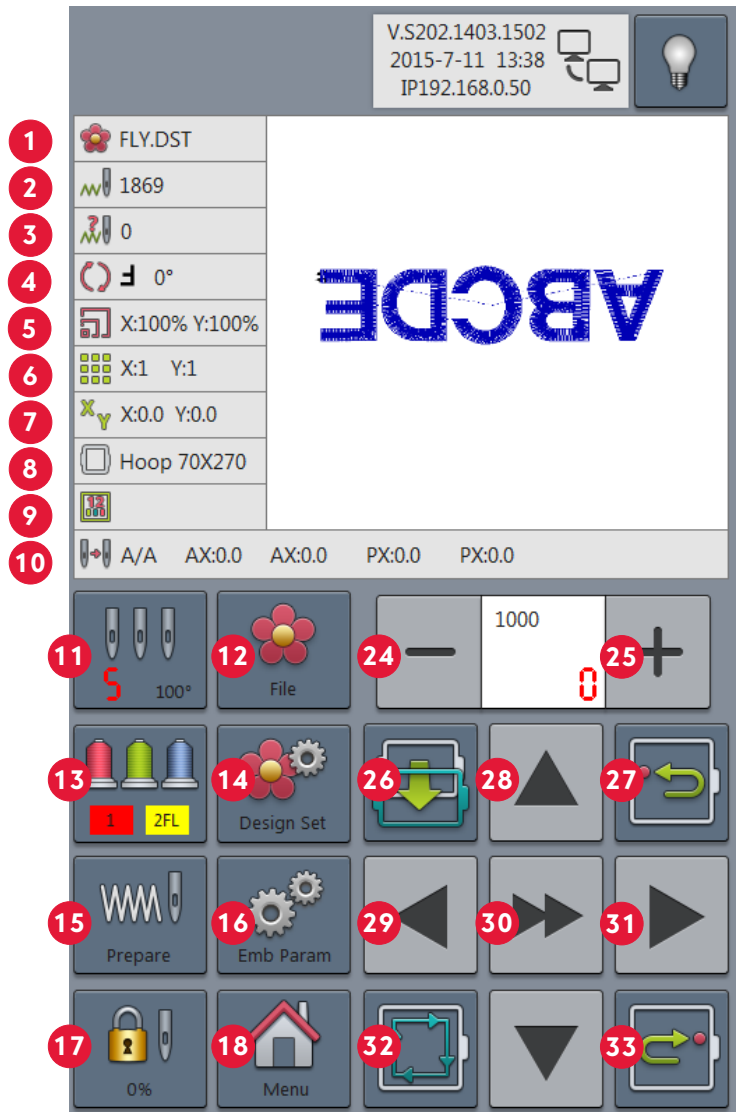 V.S202.1403.1502
2015-7-11 13:38
IP192.168.0.50
1 FLY.DST
2 1869
3 0
4 F 0°
5 X:100% Y:100%
6 X:1 Y:1
7 X:0.0 Y:0.0
8 Hoop 70X270
9 12
10 A/A AX:0.0 AX:0.0 PX:0.0 PX:0.0
ABCDE
11 5 100°
12 File
24
1000
0
25
13 1 2FL
14 Design Set
26
28
27
15 Prepare
16 Emb Param
29
30
31
17 0%
18 Menu
32
33